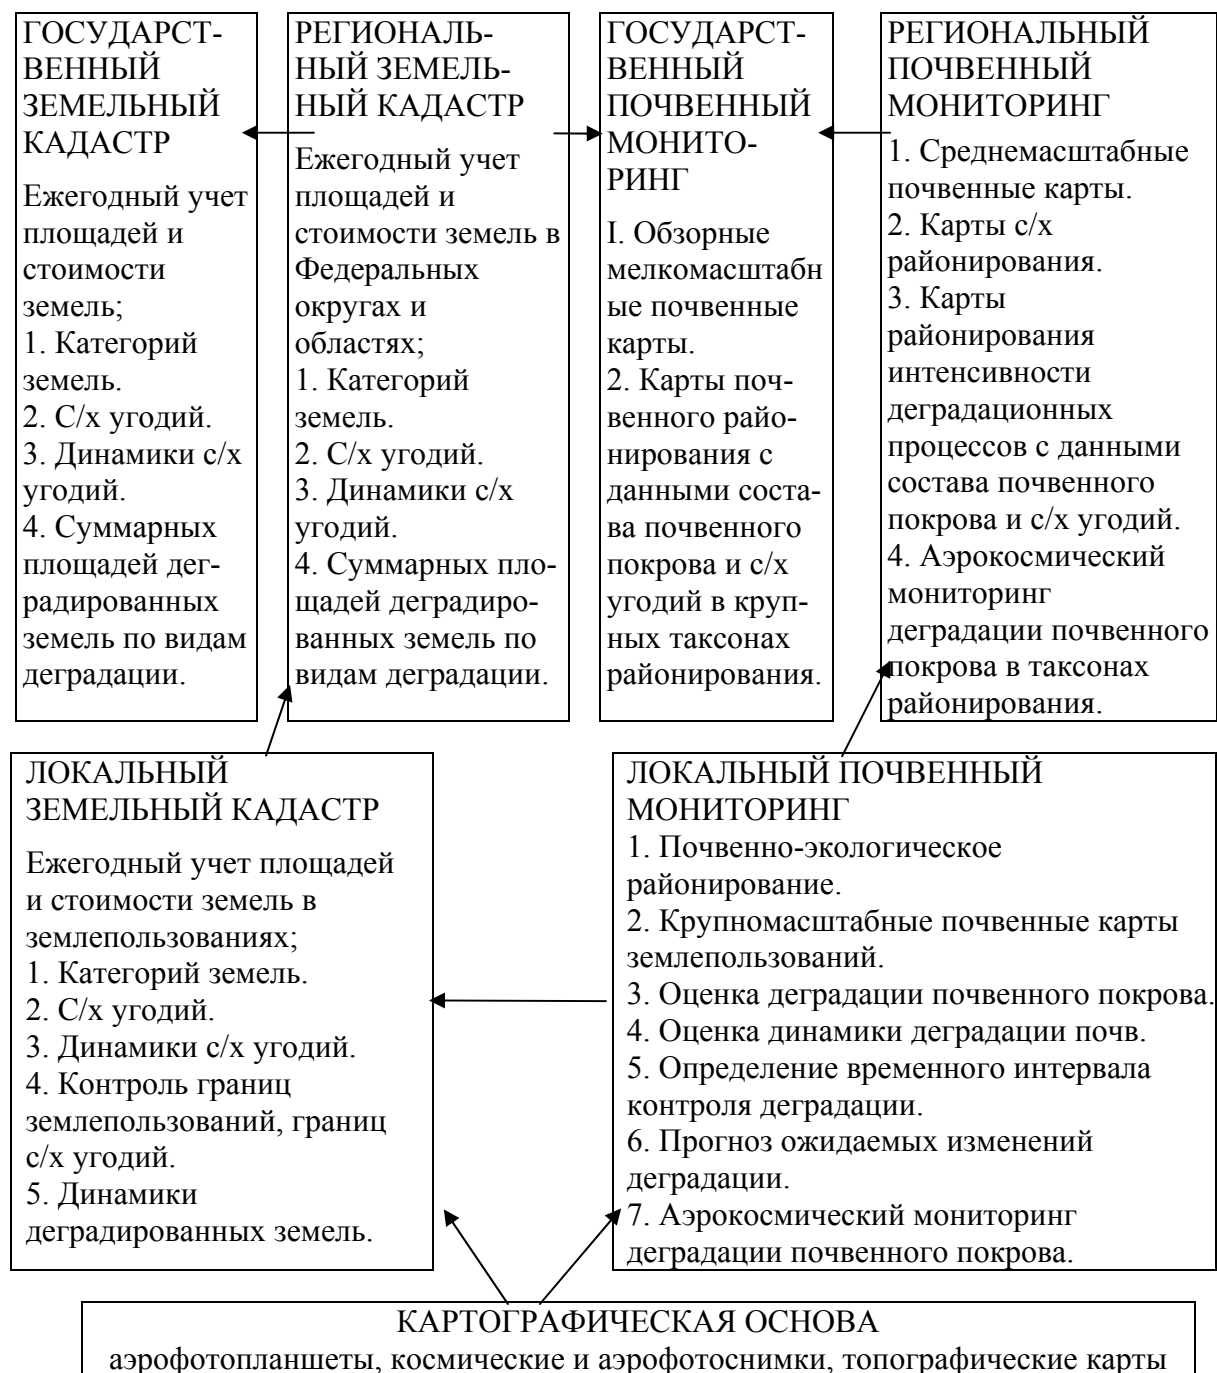 ГОСУДАРСТ-
ВЕННЫЙ
ЗЕМЕЛЬНЫЙ
КАДАСТР
Ежегодный учет
площадей и
стоимости
земель;
1. Категорий
земель.
2. С/х угодий.
3. Динамики с/х
угодий.
4. Суммарных
площадей дег-
радированных
земель по видам
деградации.
РЕГИОНАЛЬ-
НЫЙ ЗЕМЕЛЬ-
НЫЙ КАДАСТР
Ежегодный учет
площадей и
стоимости земель в
Федеральных
округах и
областях;
1. Категорий
земель.
2. С/х угодий.
3. Динамики с/х
угодий.
4. Суммарных пло-
щадей деградиро-
ванных земель по
видам деградации.
ГОСУДАРСТ-
ВЕННЫЙ
ПОЧВЕННЫЙ
МОНИТО-
РИНГ
I. Обзорные
мелкомасштабн
ые почвенные
карты.
2. Карты поч-
венного райо-
нирования с
данными соста-
ва почвенного
покрова и с/х
угодий в круп-
ных таксонах
районирования.
РЕГИОНАЛЬНЫЙ
ПОЧВЕННЫЙ
МОНИТОРИНГ
1. Среднемасштабные
почвенные карты.
2. Карты с/х
районирования.
3. Карты
районирования
интенсивности
деградационных
процессов с данными
состава почвенного
покрова и с/х угодий.
4. Аэрокосмический
мониторинг
деградации почвенного
покрова в таксонах
районирования.
ЛОКАЛЬНЫЙ
ЗЕМЕЛЬНЫЙ КАДАСТР
Ежегодный учет площадей
и стоимости земель в
землепользованиях;
1. Категорий земель.
2. С/х угодий.
3. Динамики с/х угодий.
4. Контроль границ
землепользований, границ
с/х угодий.
5. Динамики
деградированных земель.
ЛОКАЛЬНЫЙ ПОЧВЕННЫЙ
МОНИТОРИНГ
1. Почвенно-экологическое
районирование.
2. Крупномасштабные почвенные карты
землепользований.
3. Оценка деградации почвенного покрова.
4. Оценка динамики деградации почв.
5. Определение временного интервала
контроля деградации.
6. Прогноз ожидаемых изменений
деградации.
7. Аэрокосмический мониторинг
деградации почвенного покрова.
КАРТОГРАФИЧЕСКАЯ ОСНОВА
аэрофотопланшеты, космические и аэрофотоснимки, топографические карты